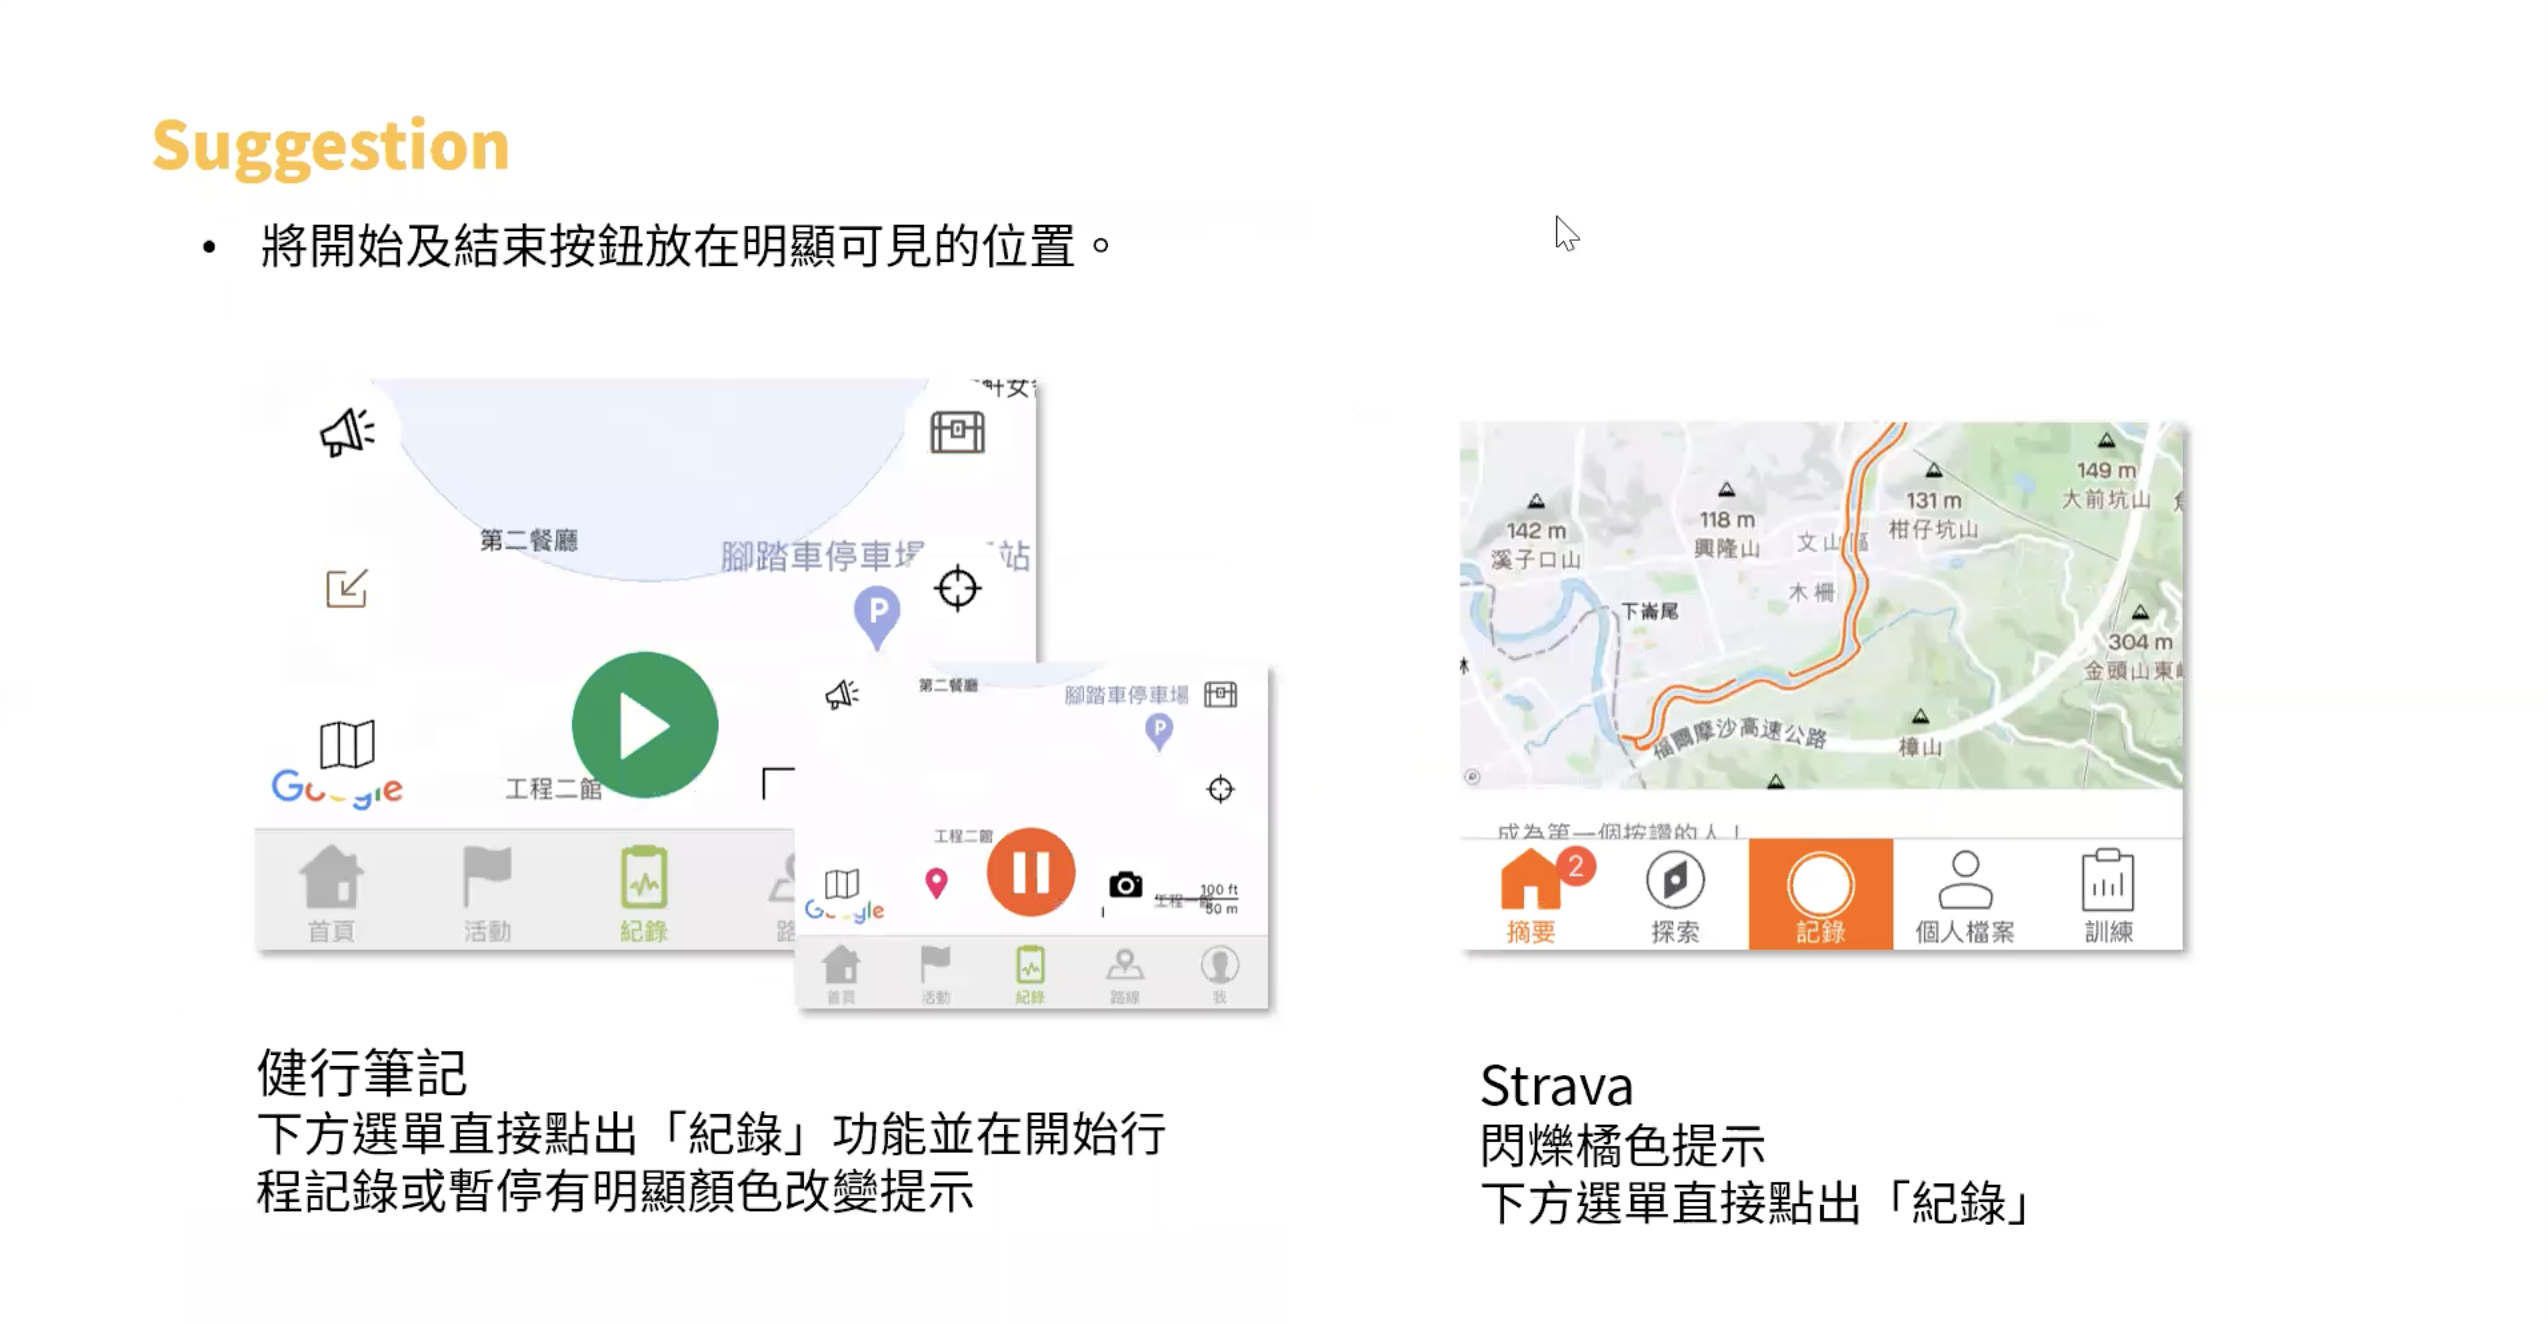 Suggestion
• 將開始及結束按鈕放在明顯可見的位置。
第二餐廳
腳踏車停車場
站
P
工程二館
Google
首頁
活動
紀錄
第二餐廳
腳踏車停車場
P
工程二館
100 ft
50 m
Google
首頁
活動
紀錄
路線
我
149 m
大前坑山
131 m
柑仔坑山
142 m
溪子口山
118 m
興隆山
文山區
木柵
下崙尾
304 m
福爾摩沙高速公路
樟山
成為第一個按讚的人！
2
摘要
探索
記錄
個人檔案
訓練
健行筆記
下方選單直接點出「紀錄」功能並在開始行
程記錄或暫停有明顯顏色改變提示
Strava
閃爍橘色提示
下方選單直接點出「紀錄」